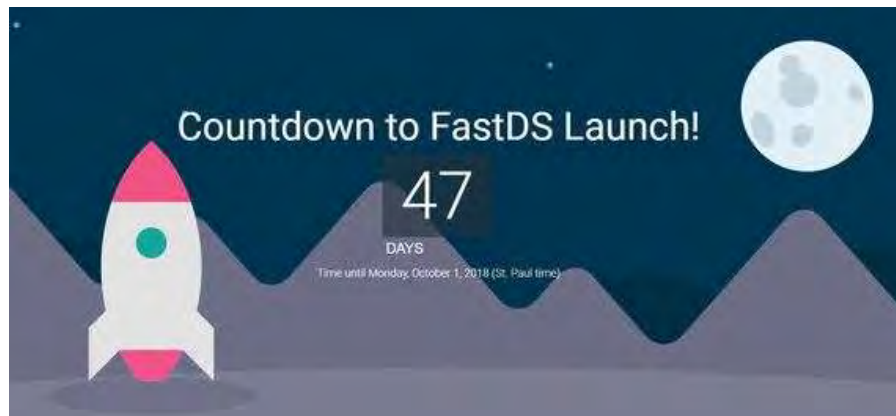 Countdown to FastDS Launch!
47
DAYS
Time until Monday, October 1, 2018 (St. Paul time)